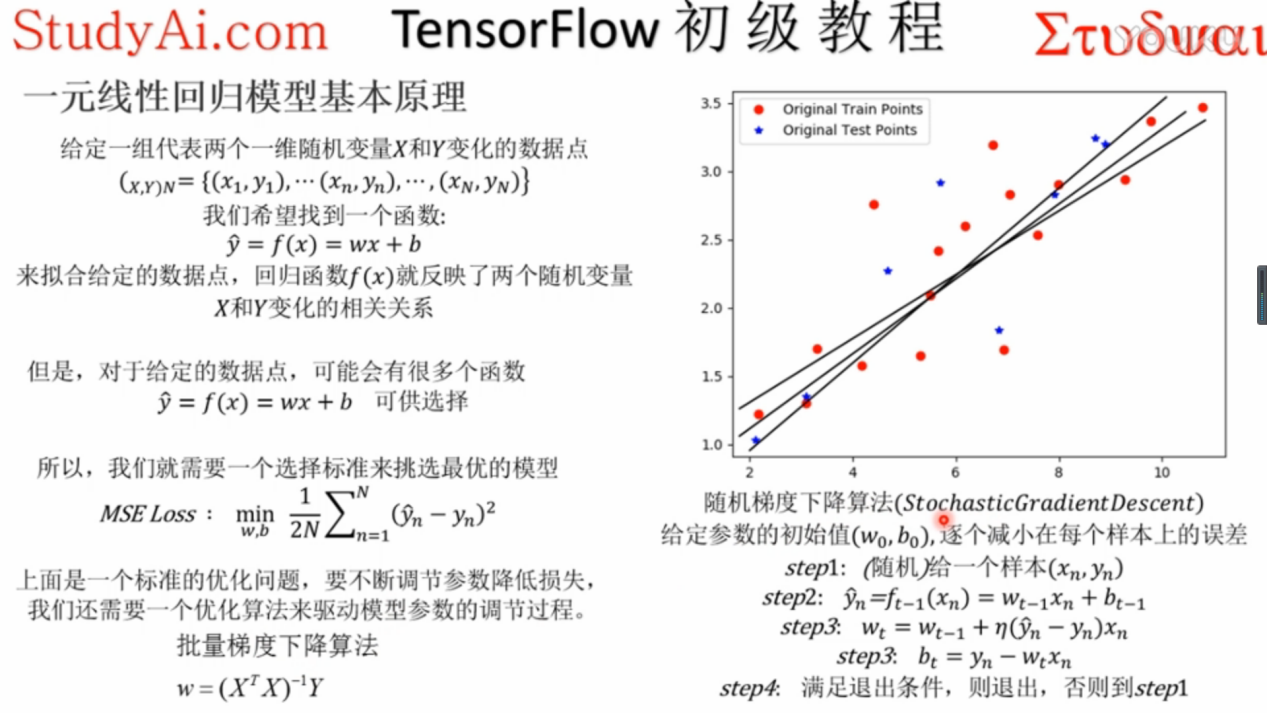 StudyAi.com
TensorFlow 初 级 教 程
Στυδψαι
YOUKU
一元线性回归模型基本原理
给定一组代表两个一维随机变量X和Y变化的数据点
(X,Y)N = {(x₁, y₁), ⋯ (xₙ, yₙ), ⋯, (x_N, y_N)}
我们希望找到一个函数:
ŷ = f(x) = wx + b
来拟合给定的数据点，回归函数f(x)就反映了两个随机变量
X和Y变化的相关关系
但是，对于给定的数据点，可能会有很多个函数
ŷ = f(x) = wx + b 可供选择
所以，我们就需要一个选择标准来挑选最优的模型
MSE Loss： min w,b 1/2N ∑ⁿ₌₁ᴺ (ŷₙ − yₙ)²
上面是一个标准的优化问题，要不断调节参数降低损失，
我们还需要一个优化算法来驱动模型参数的调节过程。
批量梯度下降算法
w = (XᵀX)⁻¹Y
Original Train Points
Original Test Points
3.5
3.0
2.5
2.0
1.5
1.0
2 4 6 8 10
随机梯度下降算法(StochasticGradientDescent)
给定参数的初始值(w₀, b₀), 逐个减小在每个样本上的误差
step1: (随机)给一个样本(xₙ, yₙ)
step2: ŷₙ=fₜ₋₁(xₙ) = wₜ₋₁xₙ + bₜ₋₁
step3: wₜ = wₜ₋₁ + η(ŷₙ − yₙ)xₙ
step3: bₜ = yₙ − wₜxₙ
step4: 满足退出条件，则退出，否则到step1